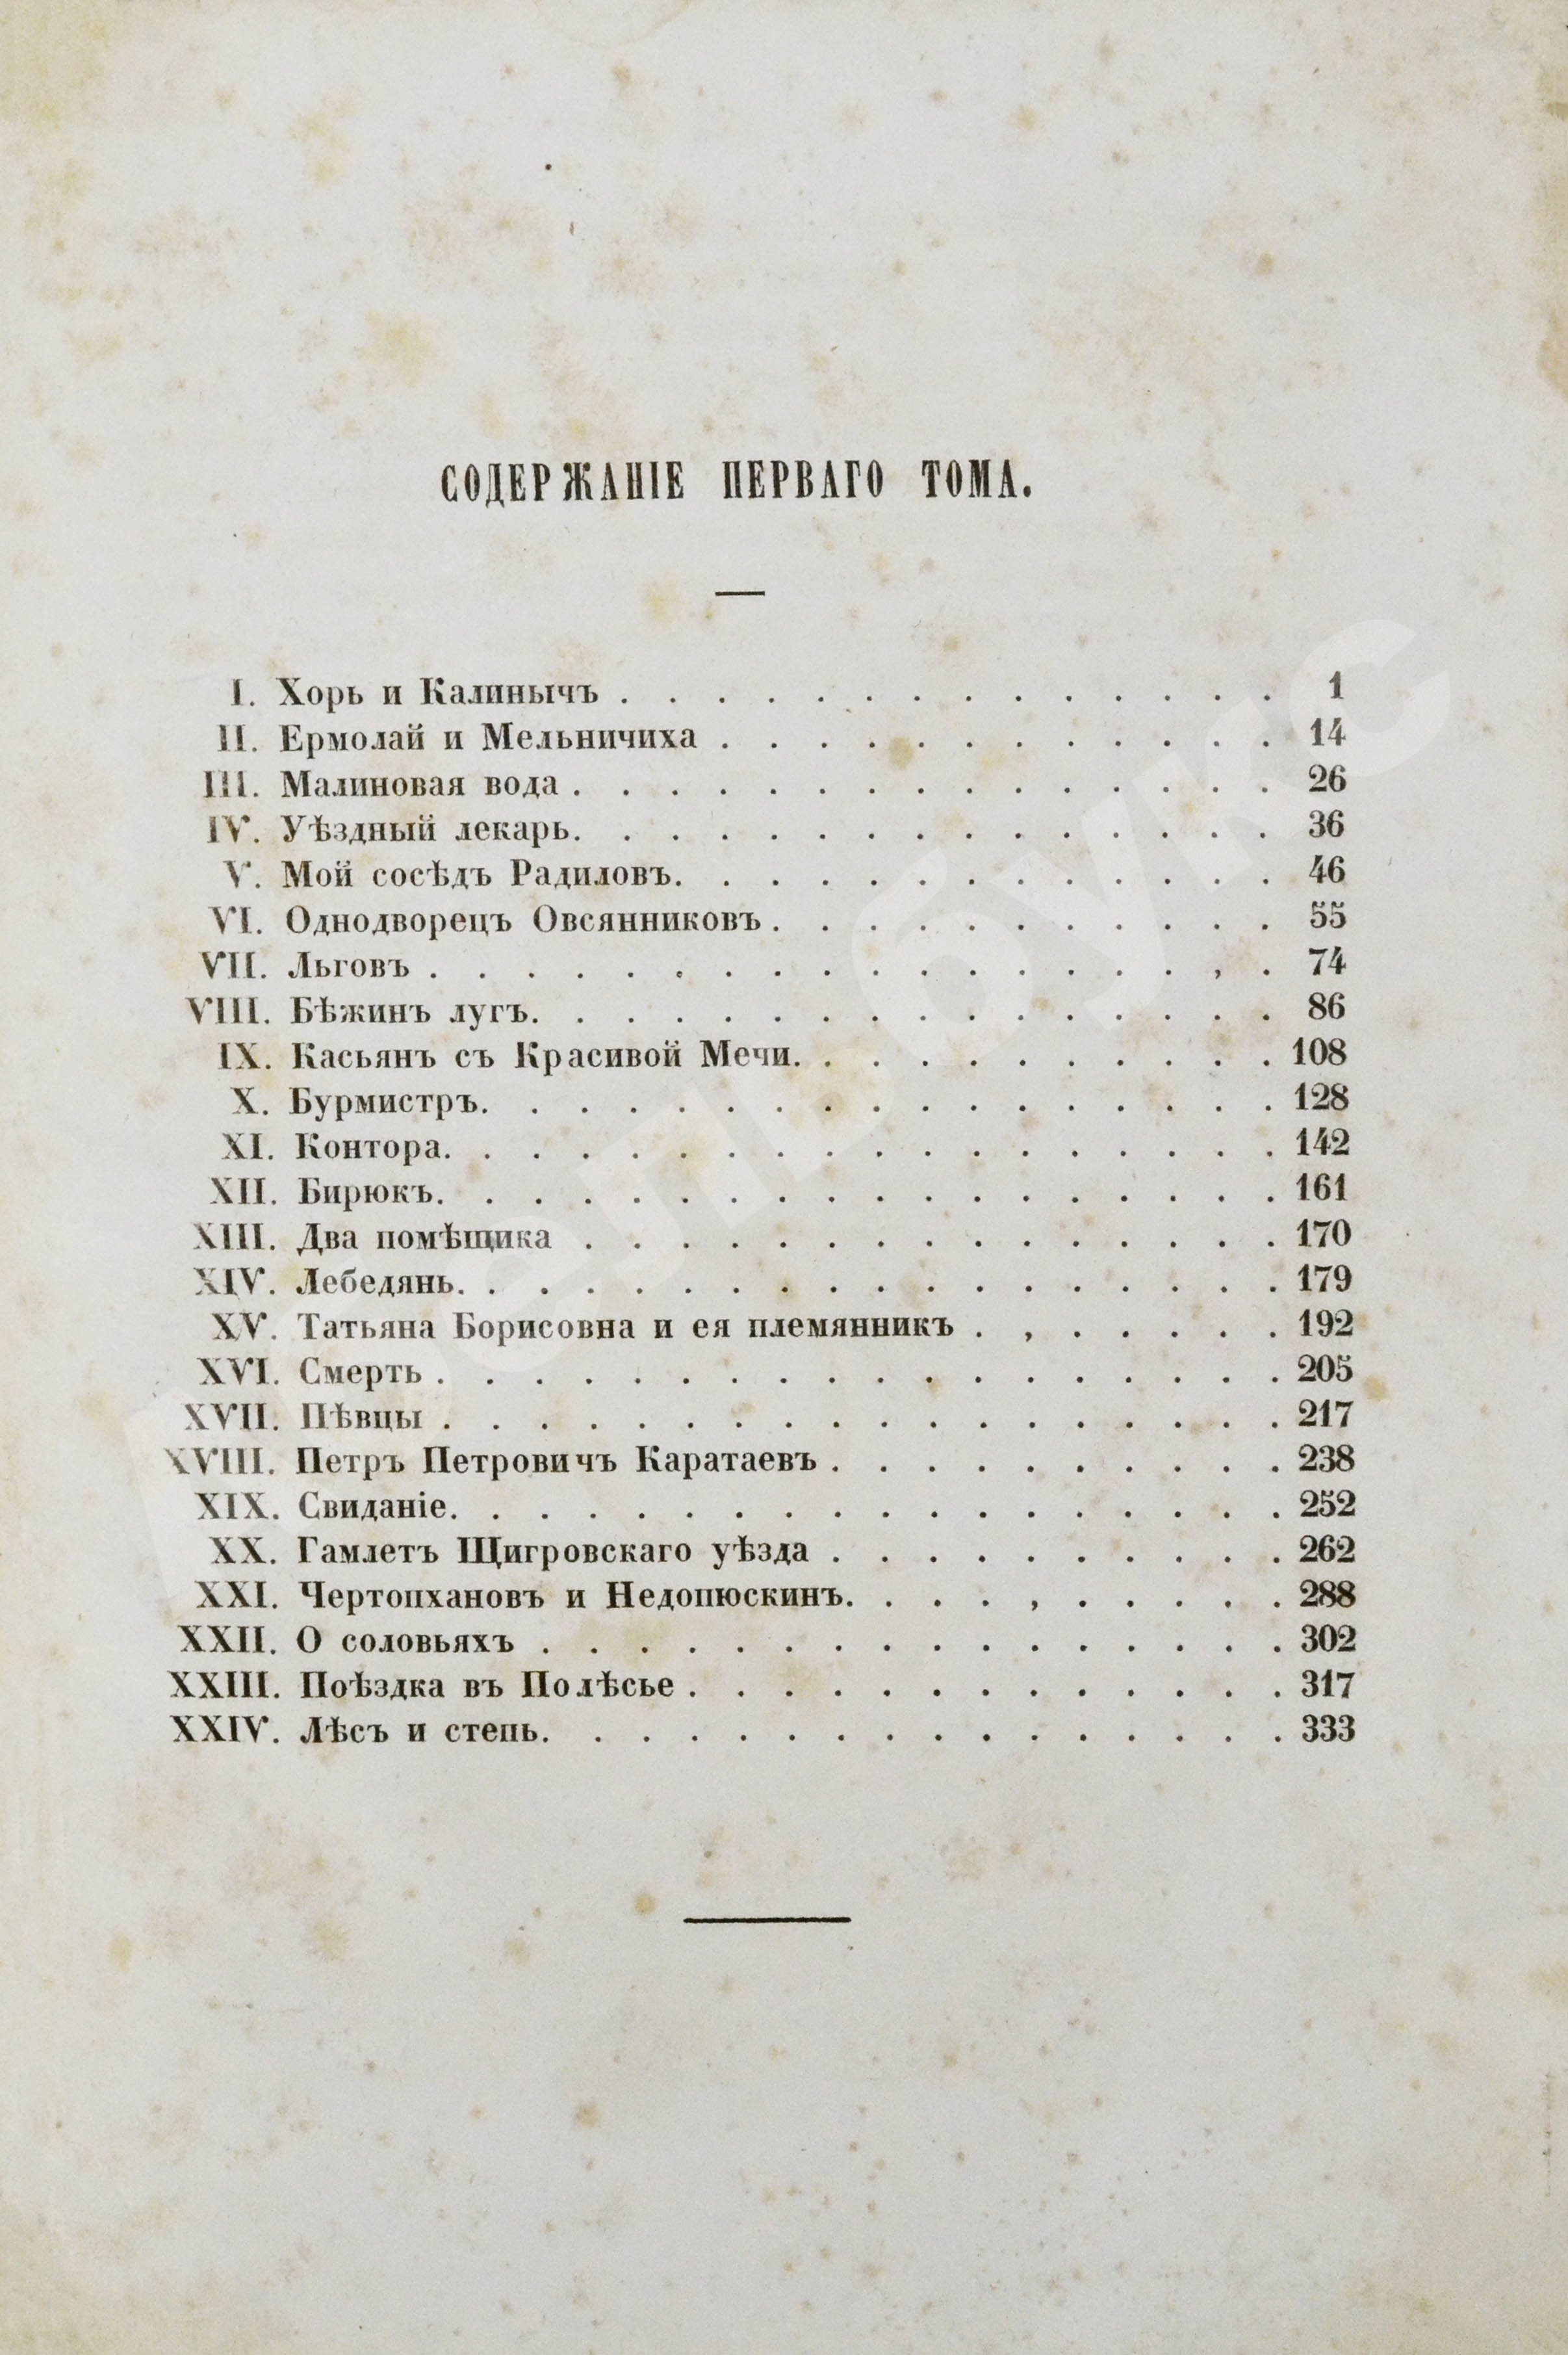 СОДЕРЖАНІЕ ПЕРВАГО ТОМА.
I. Хорь и Калинычъ . . . . . . . . . . . . . . 1
II. Ермолай и Мельничиха . . . . . . . . . . . . 14
III. Малиновая вода . . . . . . . . . . . . . . . 26
IV. Уѣздный лекарь. . . . . . . . . . . . . . . 36
V. Мой сосѣдъ Радиловъ. . . . . . . . . . . . . 46
VI. Однодворецъ Овсянниковъ . . . . . . . . . . . 55
VII. Льговъ . . . . . . . . . . . . . . . . , . 74
VIII. Бѣжинъ лугъ. . . . . . . . . . . . . . . . 86
IX. Касьянъ съ Красивой Мечи. . . . . . . . . . . 108
X. Бурмистръ. . . . . . . . . . . . . . . . . 128
XI. Контора. . . . . . . . . . . . . . . . . . 142
XII. Бирюкъ. . . . . . . . . . . . . . . . . . 161
XIII. Два помѣщика . . . . . . . . . . . . . . . 170
XIV. Лебедянь. . . . . . . . . . . . . . . . . . 179
XV. Татьяна Борисовна и ея племянникъ . , . . . . . 192
XVI. Смерть . . . . . . . . . . . . . . . . . . 205
XVII. Пѣвцы . . . . . . . . . . . . . . . . . . 217
XVIII. Петръ Петровичъ Каратаевъ . . . . . . . . . . 238
XIX. Свиданіе. . . . . . . . . . . . . . . . . . 252
XX. Гамлетъ Щигровскаго уѣзда . . . . . . . . . . 262
XXI. Чертопхановъ и Недопюскинъ. . . . , . . . . . 288
XXII. О соловьяхъ . . . . . . . . . . . . . . . . 302
XXIII. Поѣздка въ Полѣсье . . . . . . . . . . . . . 317
XXIV. Лѣсъ и степь. . . . . . . . . . . . . . . . 333